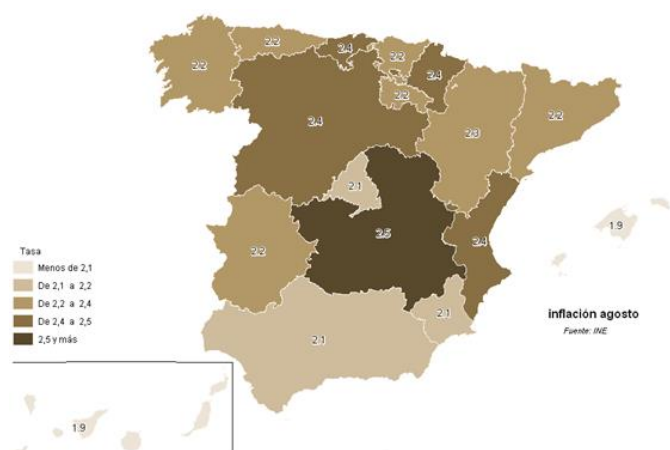 2.2
2.2
2.4
2.2
2.4
2.2
2.4
2.3
2.2
2.1
2.5
2.4
1.9
2.2
2.1
2.1
Tasa
Menos de 2,1
De 2,1 a 2,2
De 2,2 a 2,4
De 2,4 a 2,5
2,5 y más
inflación agosto
Fuente: INE
1.9